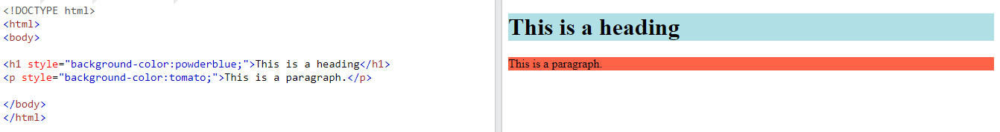 <!DOCTYPE html>
<html>
<body>
<h1 style="background-color:powderblue;">This is a heading</h1>
<p style="background-color:tomato;">This is a paragraph.</p>
</body>
</html>
This is a heading
This is a paragraph.